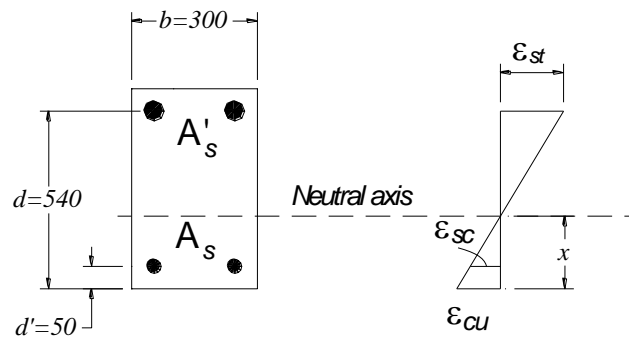 b=300
εst
A's
d=540
Neutral axis
As
εsc
x
d'=50
εcu